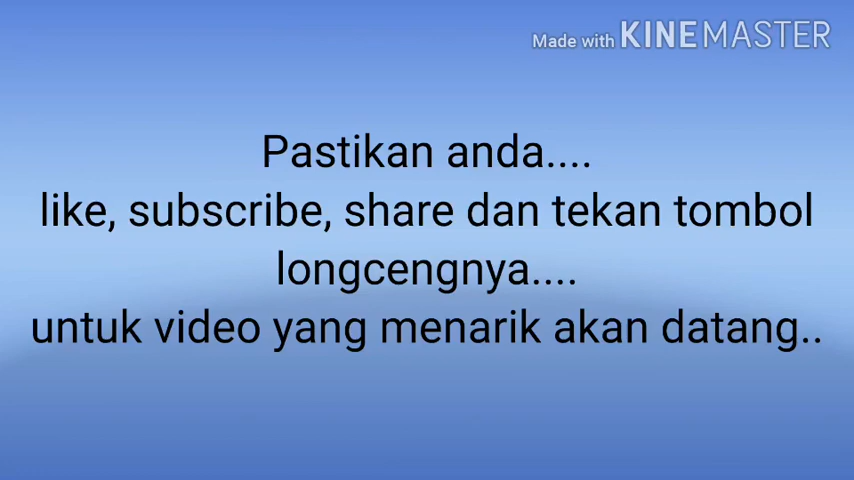 Made with KINEMASTER
Pastikan anda....
like, subscribe, share dan tekan tombol
longcengnya....
untuk video yang menarik akan datang..